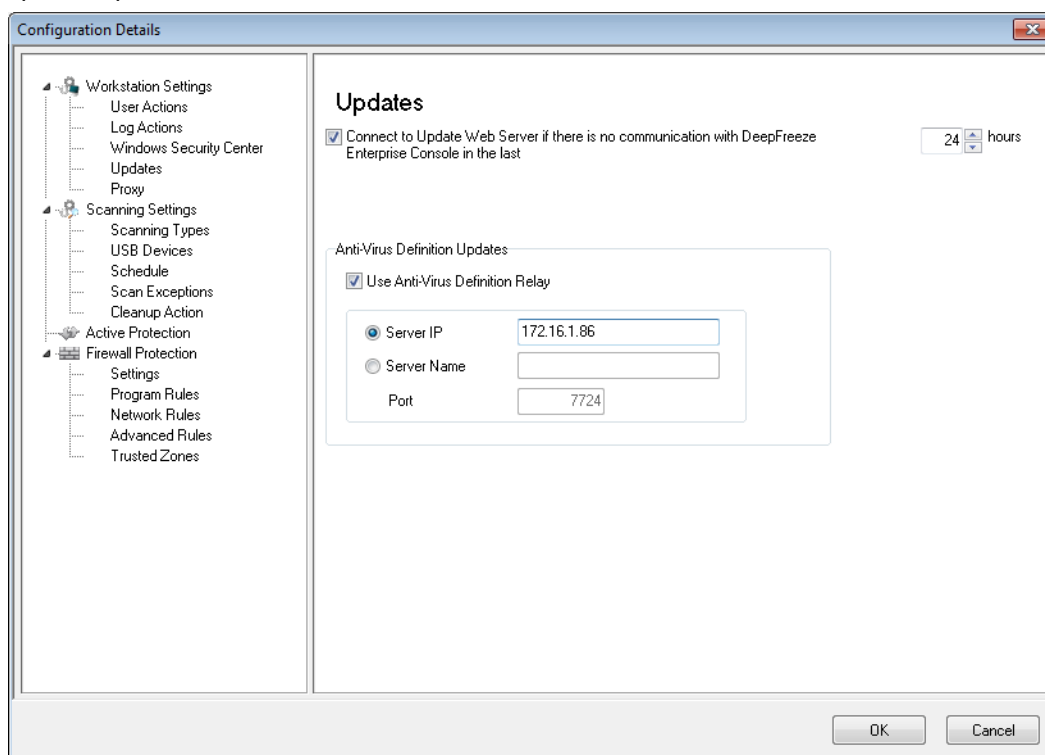 Configuration Details
Workstation Settings
User Actions
Log Actions
Windows Security Center
Updates
Proxy
Scanning Settings
Scanning Types
USB Devices
Schedule
Scan Exceptions
Cleanup Action
Active Protection
Firewall Protection
Settings
Program Rules
Network Rules
Advanced Rules
Trusted Zones
Updates
Connect to Update Web Server if there is no communication with DeepFreeze
Enterprise Console in the last
24 hours
Anti-Virus Definition Updates
Use Anti-Virus Definition Relay
Server IP 172.16.1.86
Server Name
Port 7724
OK Cancel